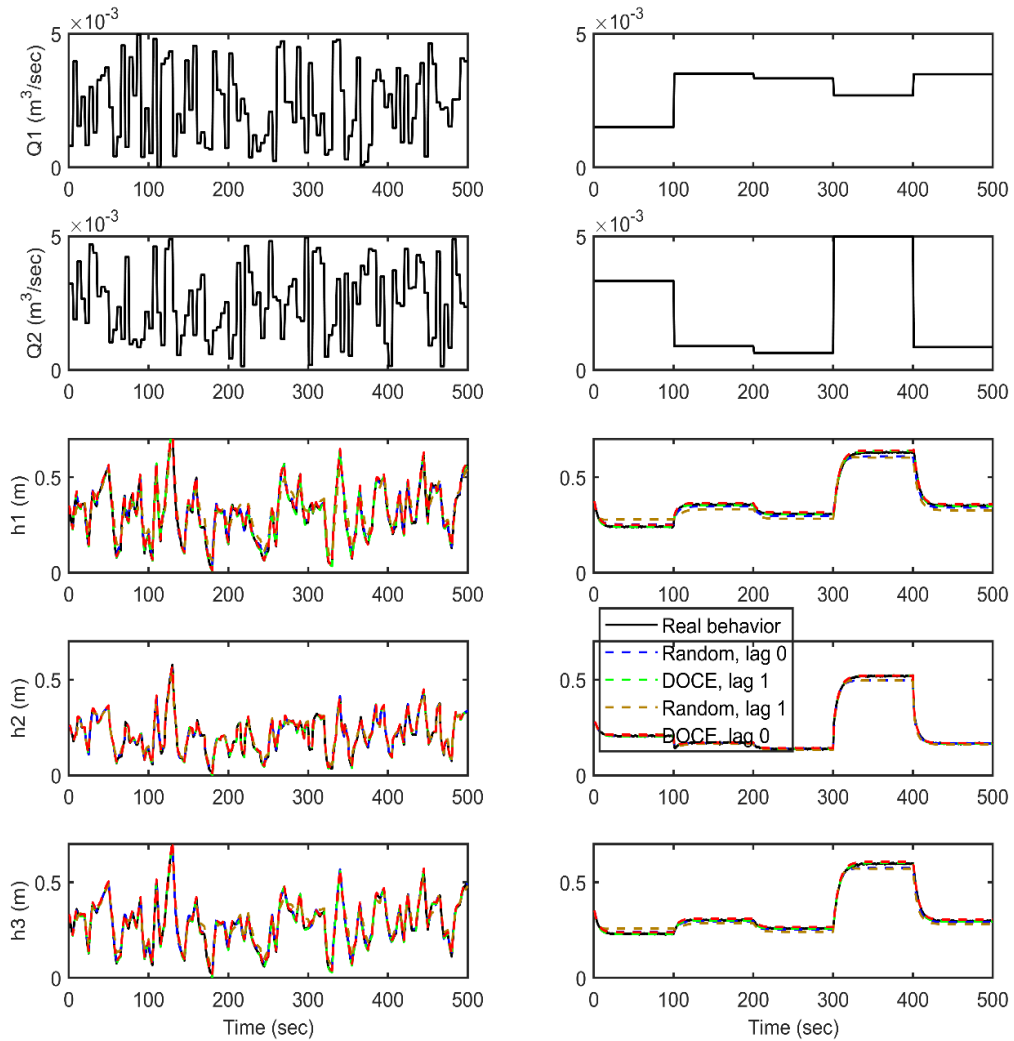 ×10⁻³
×10⁻³
5
5
Q1 (m³/sec)
0
0
0 100 200 300 400 500
0 100 200 300 400 500
×10⁻³
×10⁻³
5
5
Q2 (m³/sec)
0
0
0 100 200 300 400 500
0 100 200 300 400 500
0.5
0.5
h1 (m)
0
0
0 100 200 300 400 500
0 100 200 300 400 500
Real behavior
Random, lag 0
DOCE, lag 1
Random, lag 1
DOCE, lag 0
0.5
0.5
h2 (m)
0
0
0 100 200 300 400 500
0 100 200 300 400 500
0.5
0.5
h3 (m)
0
0
0 100 200 300 400 500
0 100 200 300 400 500
Time (sec)
Time (sec)